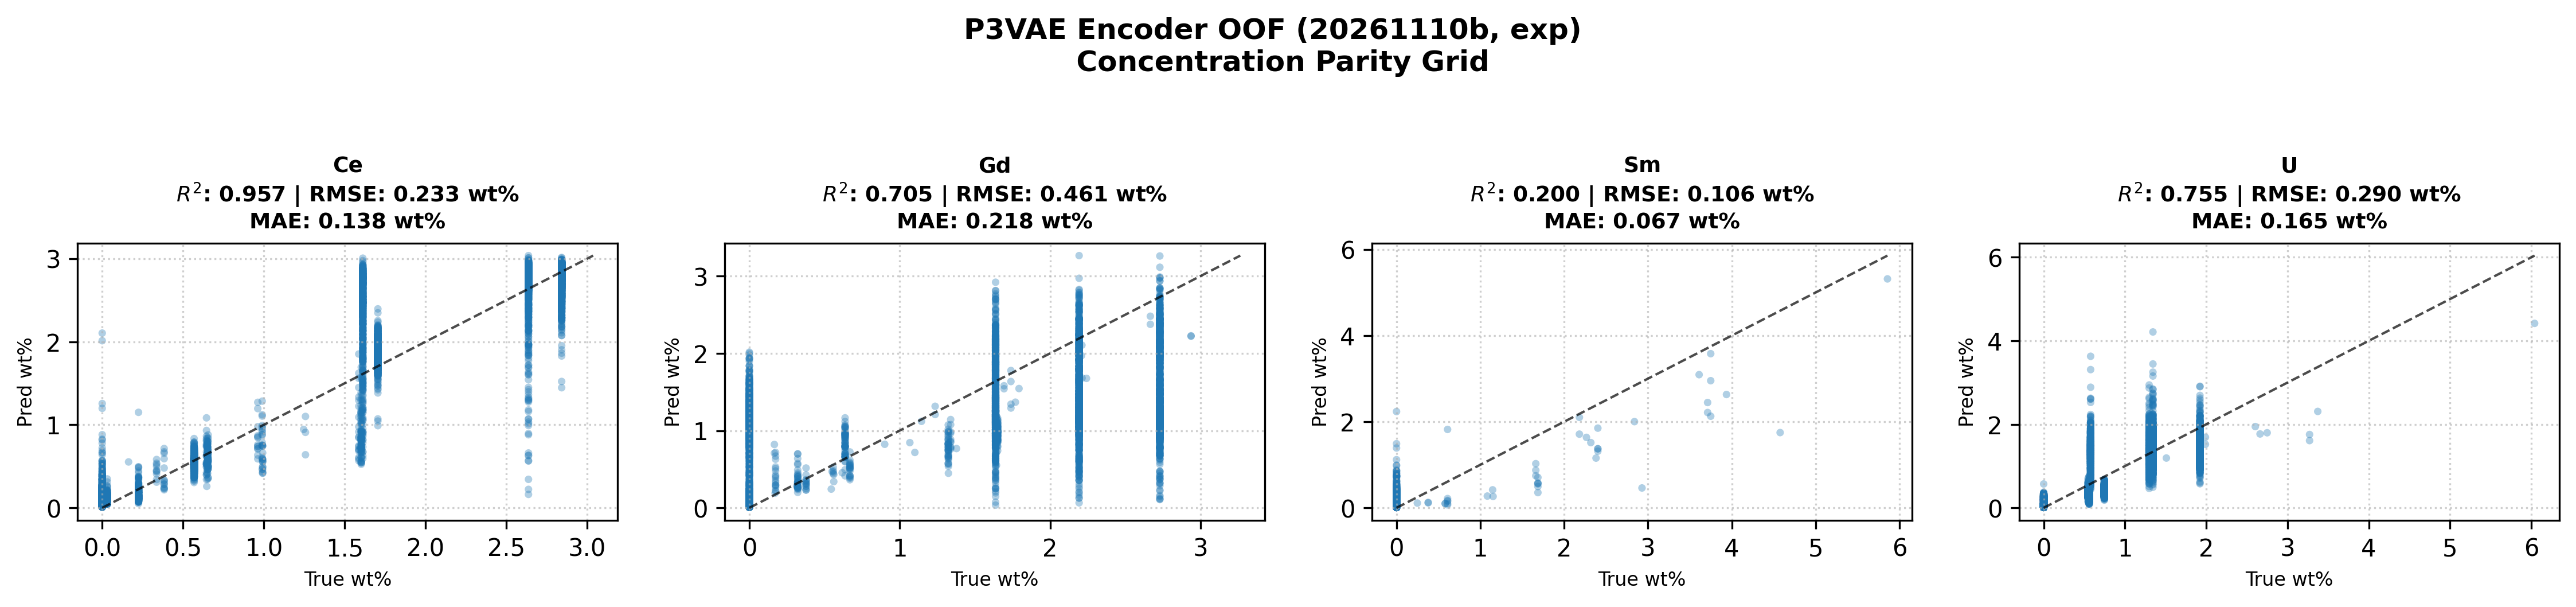 P3VAE Encoder OOF (20261110b, exp)
Concentration Parity Grid
Ce
R²: 0.957 | RMSE: 0.233 wt%
MAE: 0.138 wt%
Pred wt%
3
2
1
0
0.0 0.5 1.0 1.5 2.0 2.5 3.0
True wt%
Gd
R²: 0.705 | RMSE: 0.461 wt%
MAE: 0.218 wt%
Pred wt%
3
2
1
0
0 1 2 3
True wt%
Sm
R²: 0.200 | RMSE: 0.106 wt%
MAE: 0.067 wt%
Pred wt%
6
4
2
0
0 1 2 3 4 5 6
True wt%
U
R²: 0.755 | RMSE: 0.290 wt%
MAE: 0.165 wt%
Pred wt%
6
4
2
0
0 1 2 3 4 5 6
True wt%